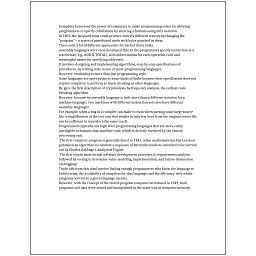 Compilers harnessed the power of computers to make programming easier by allowing
programmers to specify calculations by entering a formula using infix notation.
In 1801, the Jacquard loom could produce entirely different weaves by changing the
"program" – a series of pasteboard cards with holes punched in them.
There exist a lot of different approaches for each of those tasks.
Assembly languages were soon developed that let the programmer specify instruction in a
text format (e.g., ADD X, TOTAL), with abbreviations for each operation code and
meaningful names for specifying addresses.
It involves designing and implementing algorithms, step-by-step specifications of
procedures, by writing code in one or more programming languages.
However, readability is more than just programming style.
Some languages are more prone to some kinds of faults because their specification does not
require compilers to perform as much checking as other languages.
He gave the first description of cryptanalysis by frequency analysis, the earliest code-
breaking algorithm.
However, because an assembly language is little more than a different notation for a
machine language, two machines with different instruction sets also have different
assembly languages.
For example, when a bug in a compiler can make it crash when parsing some large source
file, a simplification of the test case that results in only few lines from the original source file
can be sufficient to reproduce the same crash.
Programmers typically use high-level programming languages that are more easily
intelligible to humans than machine code, which is directly executed by the central
processing unit.
The first computer program is generally dated to 1843, when mathematician Ada Lovelace
published an algorithm to calculate a sequence of Bernoulli numbers, intended to be carried
out by Charles Babbage's Analytical Engine.
The first step in most formal software development processes is requirements analysis,
followed by testing to determine value modeling, implementation, and failure elimination
(debugging).
Trade-offs from this ideal involve finding enough programmers who know the language to
build a team, the availability of compilers for that language, and the efficiency with which
programs written in a given language execute.
However, with the concept of the stored-program computer introduced in 1949, both
programs and data were stored and manipulated in the same way in computer memory.